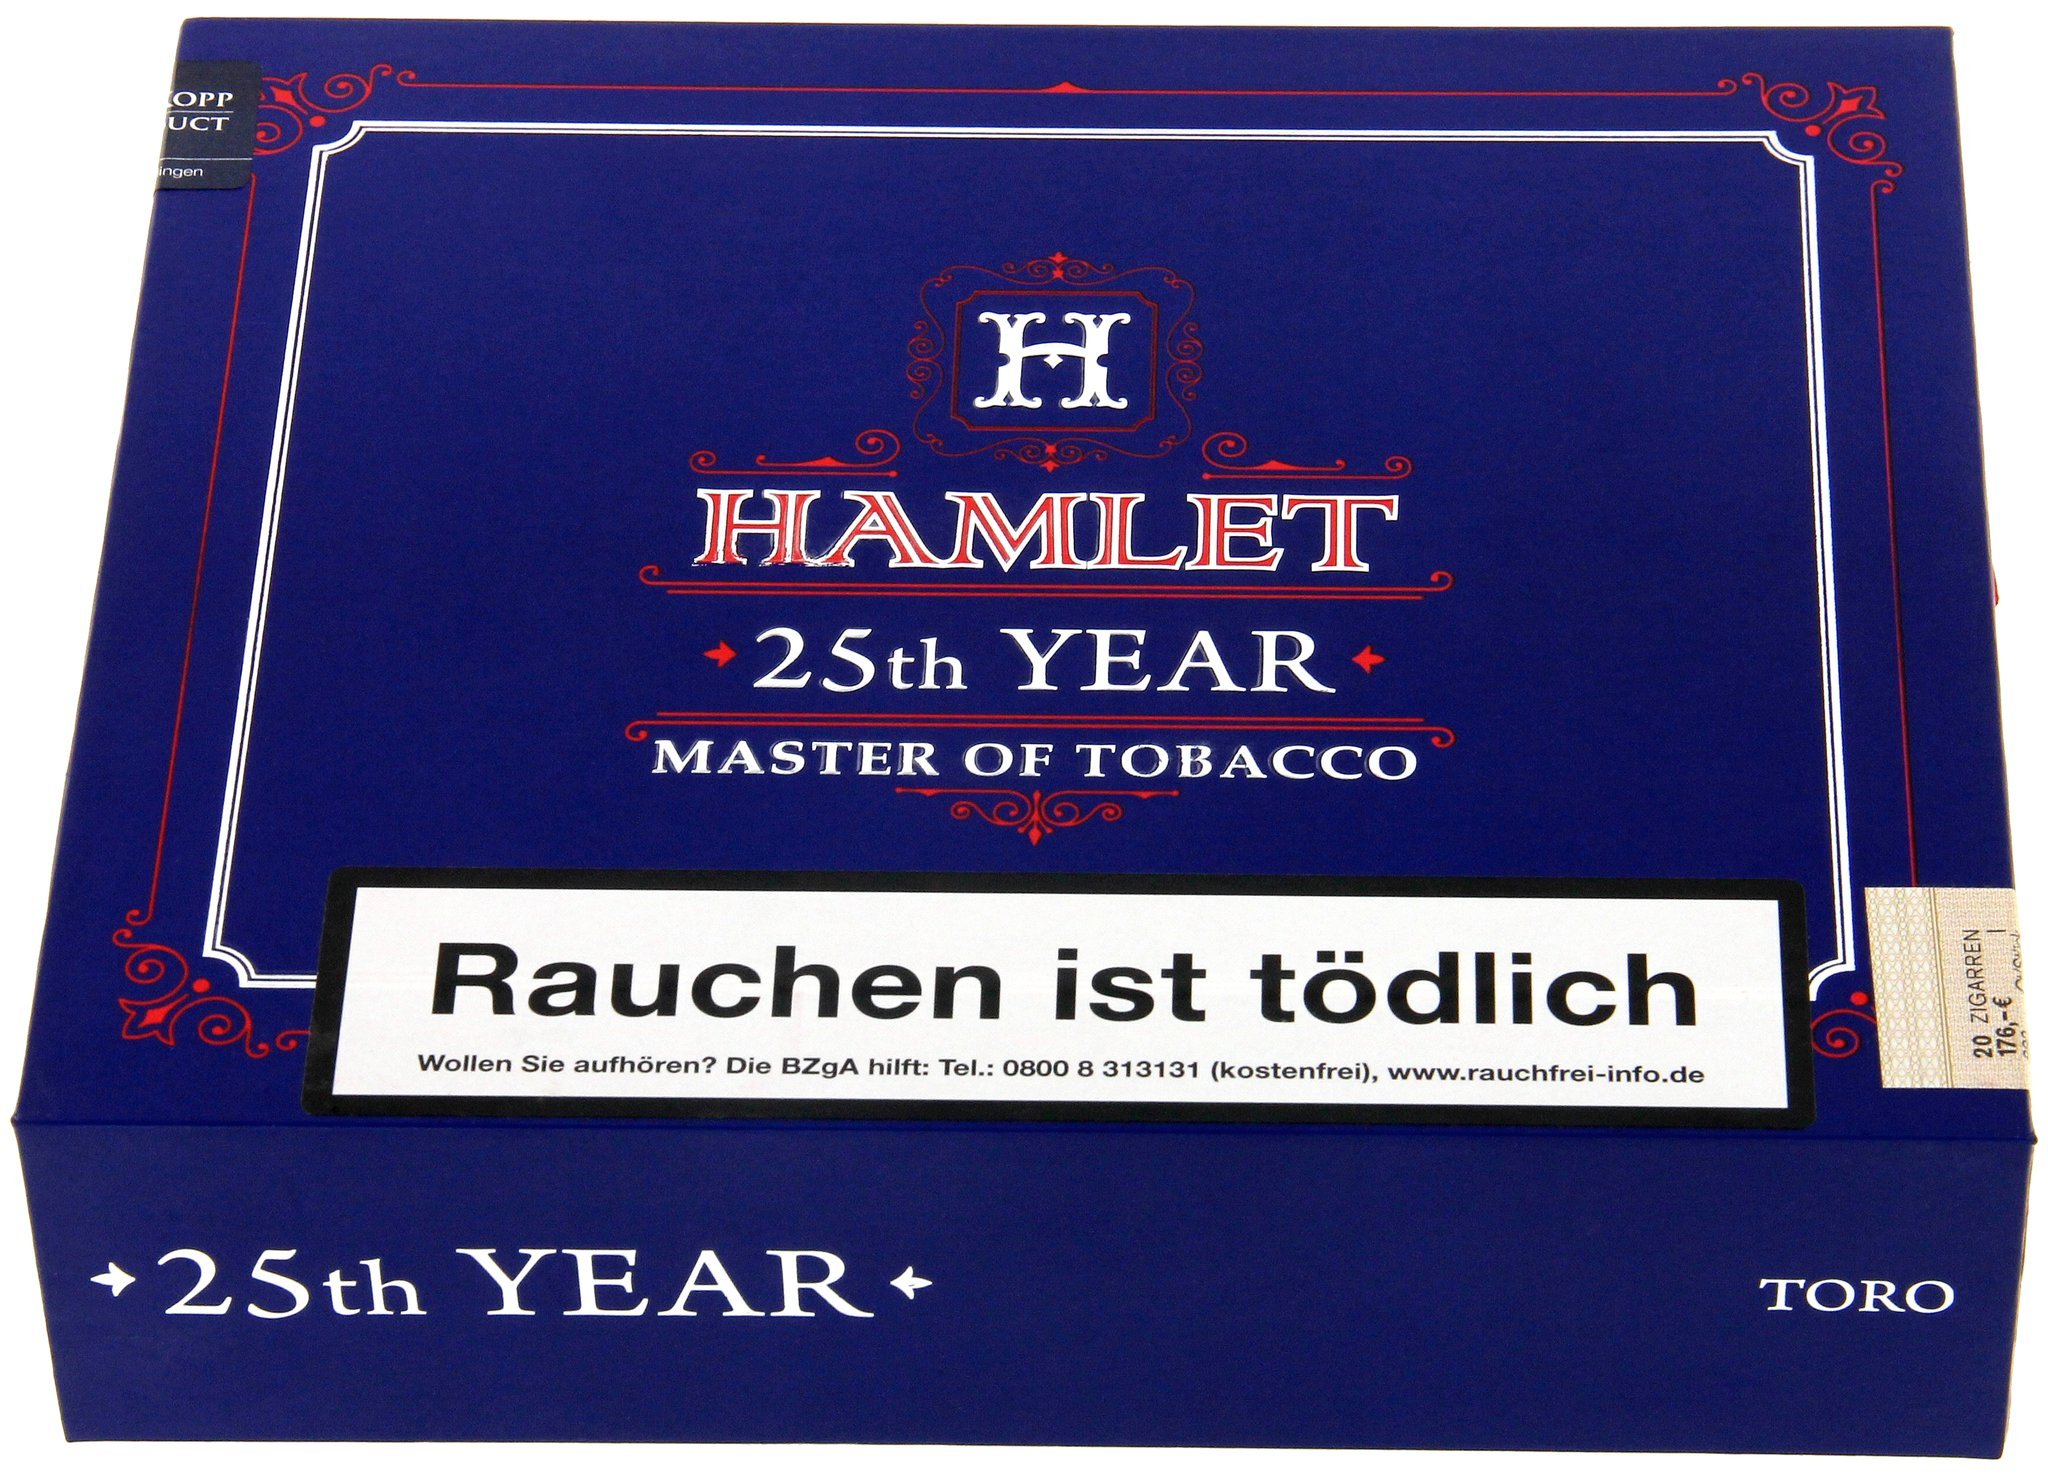 H
HAMLET
25th YEAR
MASTER OF TOBACCO
Rauchen ist tödlich
Wollen Sie aufhören? Die BZgA hilft: Tel.: 0800 8 313131 (kostenfrei), www.rauchfrei-info.de
20 ZIGARREN
176,-€
25th YEAR
TORO